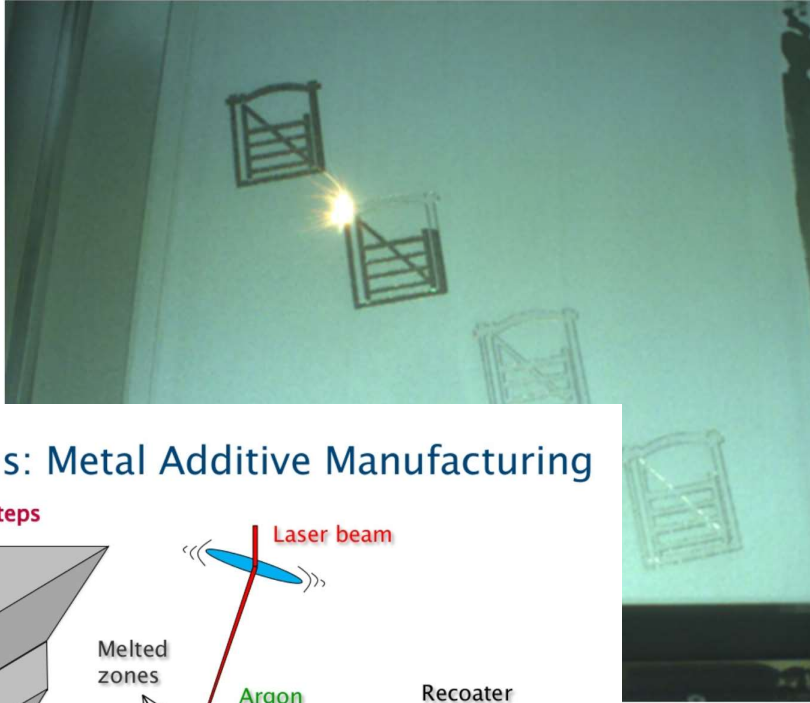 s: Metal Additive Manufacturing
teps
Laser beam
Melted
zones
Argon
Recoater